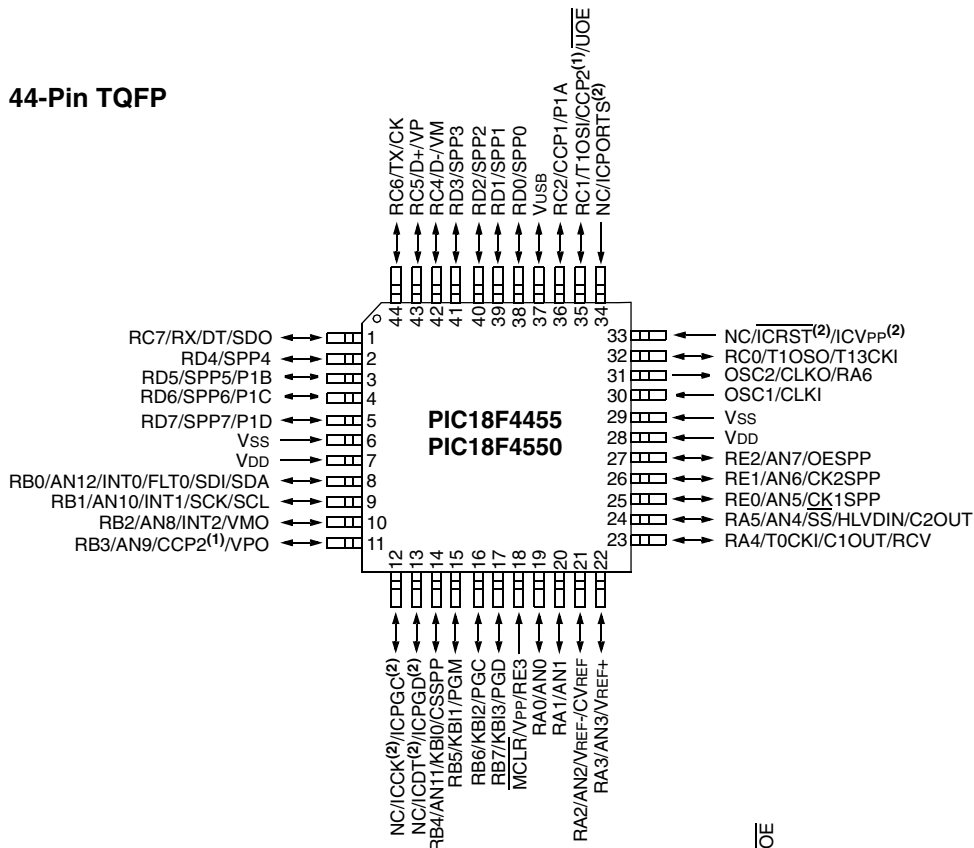 44-Pin TQFP
RC6/TX/CK
RC5/D+/VP
RC4/D-/VM
RD3/SPP3
RD2/SPP2
RD1/SPP1
RD0/SPP0
VUSB
RC2/CCP1/P1A
RC1/T1OSI/CCP2(1)/UOE
NC/ICPORTS(2)
44
43
42
41
40
39
38
37
36
35
34
RC7/RX/DT/SDO 1
RD4/SPP4 2
RD5/SPP5/P1B 3
RD6/SPP6/P1C 4
RD7/SPP7/P1D 5
VSS 6
VDD 7
RB0/AN12/INT0/FLT0/SDI/SDA 8
RB1/AN10/INT1/SCK/SCL 9
RB2/AN8/INT2/VMO 10
RB3/AN9/CCP2(1)/VPO 11
PIC18F4455
PIC18F4550
33 NC/ICRST(2)/ICVPP(2)
32 RC0/T1OSO/T13CKI
31 OSC2/CLKO/RA6
30 OSC1/CLKI
29 VSS
28 VDD
27 RE2/AN7/OESPP
26 RE1/AN6/CK2SPP
25 RE0/AN5/CK1SPP
24 RA5/AN4/SS/HLVDIN/C2OUT
23 RA4/T0CKI/C1OUT/RCV
12
13
14
15
16
17
18
19
20
21
22
NC/ICCK(2)/ICPGC(2)
NC/ICDT(2)/ICPGD(2)
RB4/AN11/KBI0/CSSPP
RB5/KBI1/PGM
RB6/KBI2/PGC
RB7/KBI3/PGD
MCLR/VPP/RE3
RA0/AN0
RA1/AN1
RA2/AN2/VREF-/CVREF
RA3/AN3/VREF+
OE